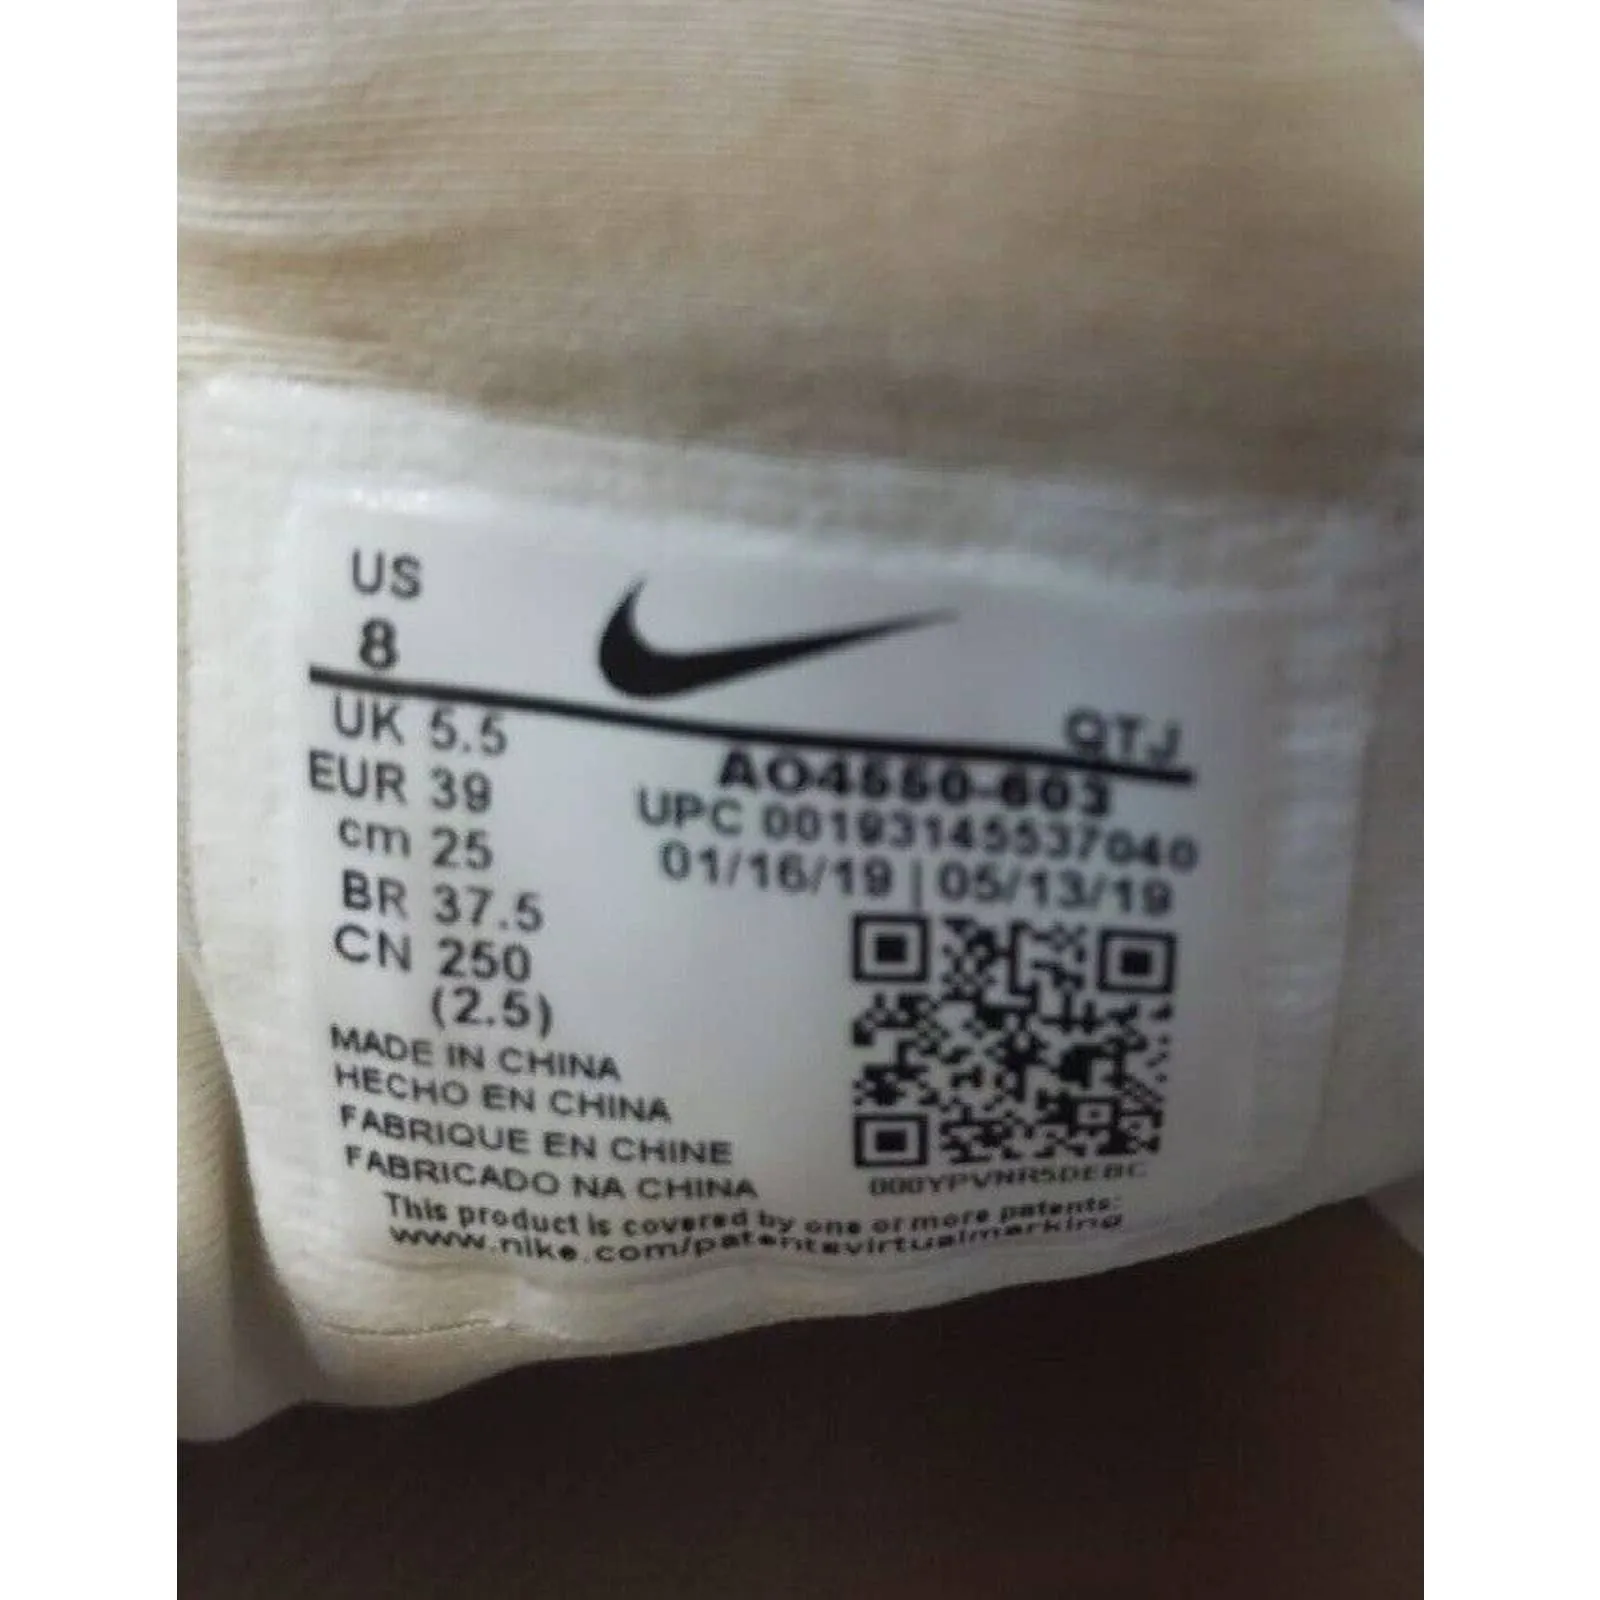 US
8
QTJ
UK 5.5
AO4550-603
EUR 39
UPC 00193145537040
cm 25
01/16/19 | 05/13/19
BR 37.5
CN 250
(2.5)
MADE IN CHINA
HECHO EN CHINA
FABRIQUE EN CHINE
FABRICADO NA CHINA
000YPVNR5DEBC
This product is covered by one or more patents:
www.nike.com/patentsvirtualmarking